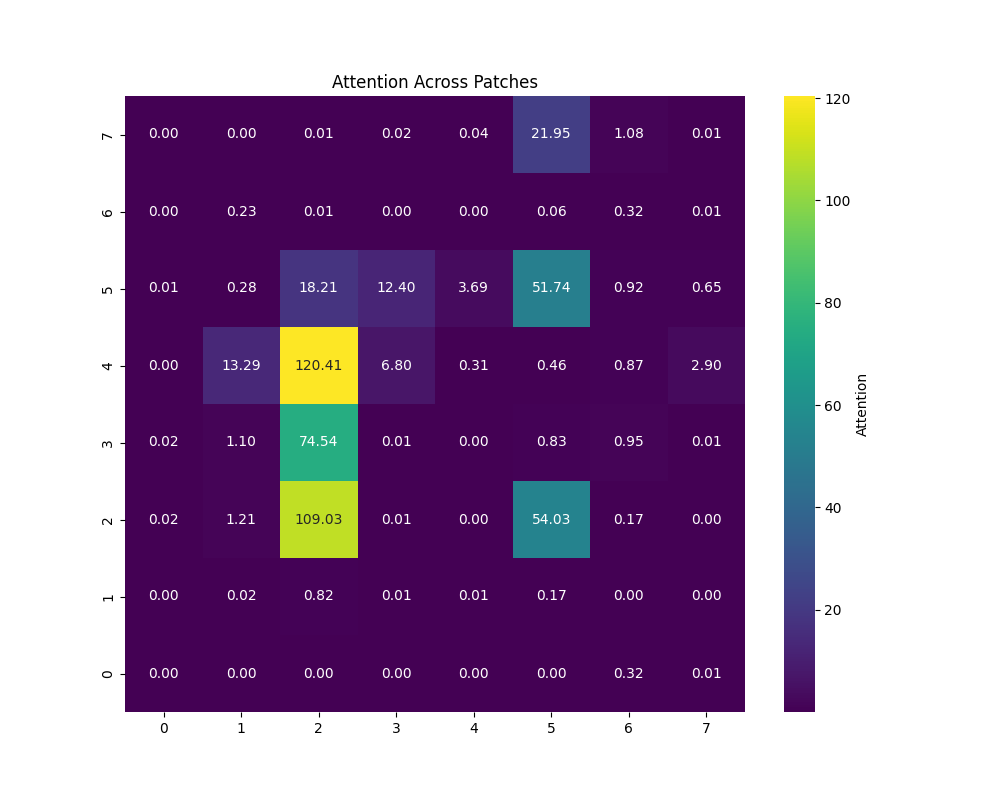 Attention Across Patches
7 0.00 0.00 0.01 0.02 0.04 21.95 1.08 0.01
6 0.00 0.23 0.01 0.00 0.00 0.06 0.32 0.01
5 0.01 0.28 18.21 12.40 3.69 51.74 0.92 0.65
4 0.00 13.29 120.41 6.80 0.31 0.46 0.87 2.90
3 0.02 1.10 74.54 0.01 0.00 0.83 0.95 0.01
2 0.02 1.21 109.03 0.01 0.00 54.03 0.17 0.00
1 0.00 0.02 0.82 0.01 0.01 0.17 0.00 0.00
0 0.00 0.00 0.00 0.00 0.00 0.00 0.32 0.01
0 1 2 3 4 5 6 7
120
100
80
60
40
20
Attention